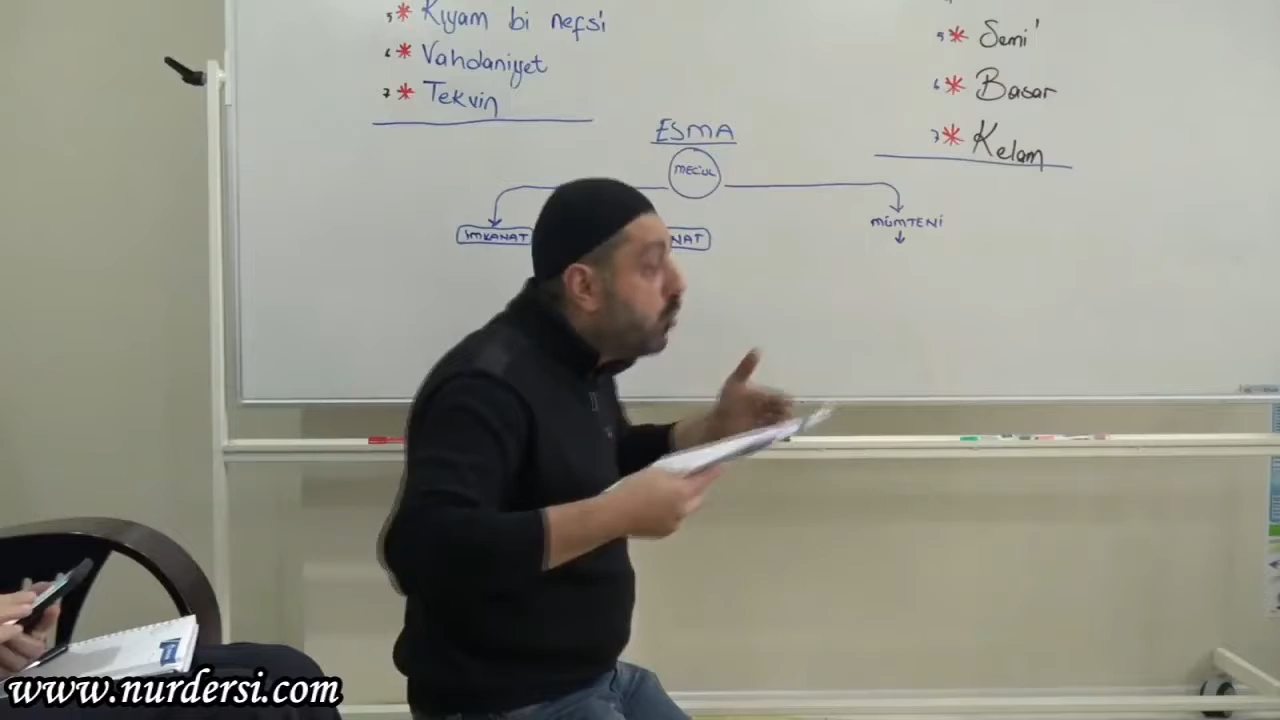 5 * Kıyam bi nefsi
6 * Vahdaniyet
7 * Tekvin
5 * Semi'
6 * Basar
7 * Kelam
ESMA
MEC'UL
İMKANAT
NAT
MÜMTENİ
www.nurdersi.com